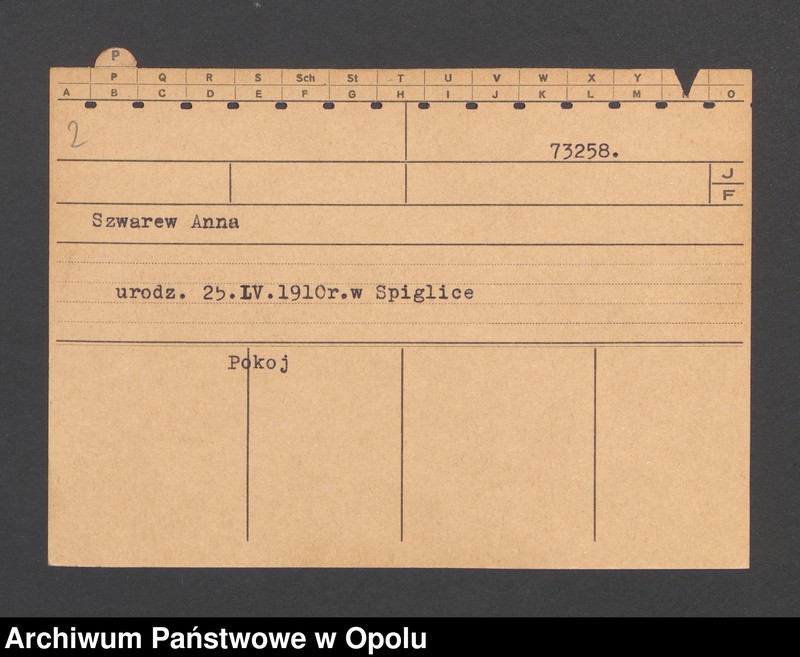 P
P Q R S Sch St T U V W X Y
A B C D E F G H I J K L M N O
2
73258.
J
F
Szwarew Anna
urodz. 25.IV.1910r.w Spiglice
Pokoj
Archiwum Państwowe w Opolu